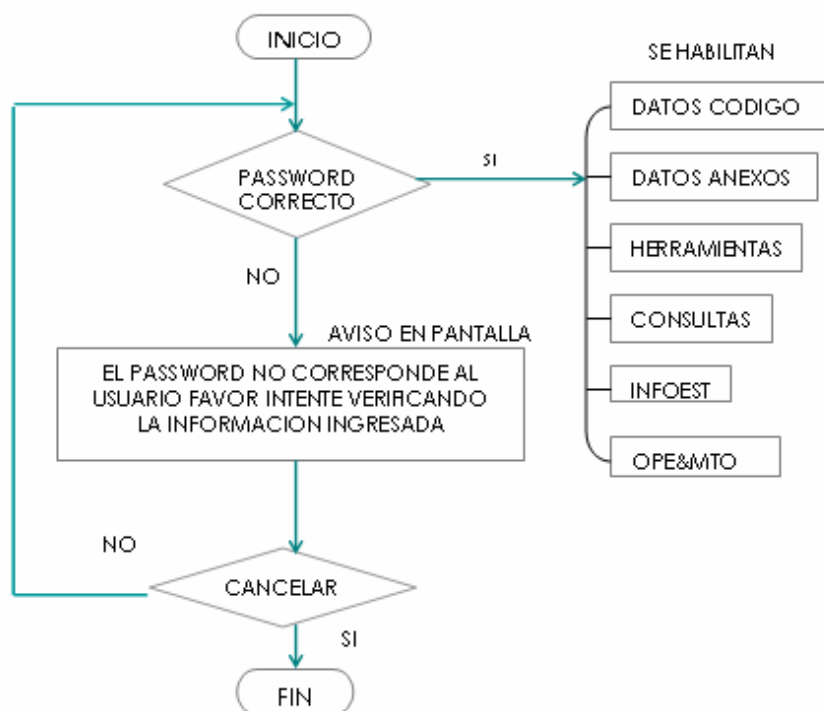 INICIO
SE HABILITAN
DATOS CODIGO
PASSWORD
CORRECTO
SI
DATOS ANEXOS
HERRAMIENTAS
NO
CONSULTAS
AVISO EN PANTALLA
EL PASSWORD NO CORRESPONDE AL
USUARIO FAVOR INTENTE VERIFICANDO
LA INFORMACION INGRESADA
INFOEST
OPE&MTO
NO
CANCELAR
SI
FIN